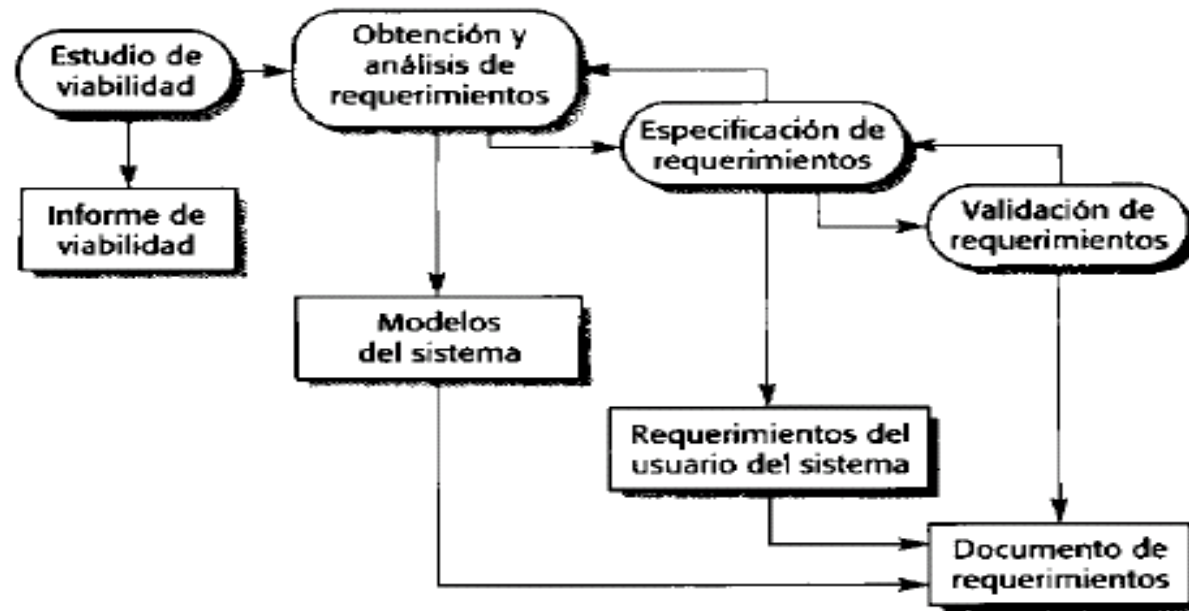 Estudio de
viabilidad
Obtención y
análisis de
requerimientos
Especificación de
requerimientos
Validación de
requerimientos
Informe de
viabilidad
Modelos
del sistema
Requerimientos del
usuario del sistema
Documento de
requerimientos